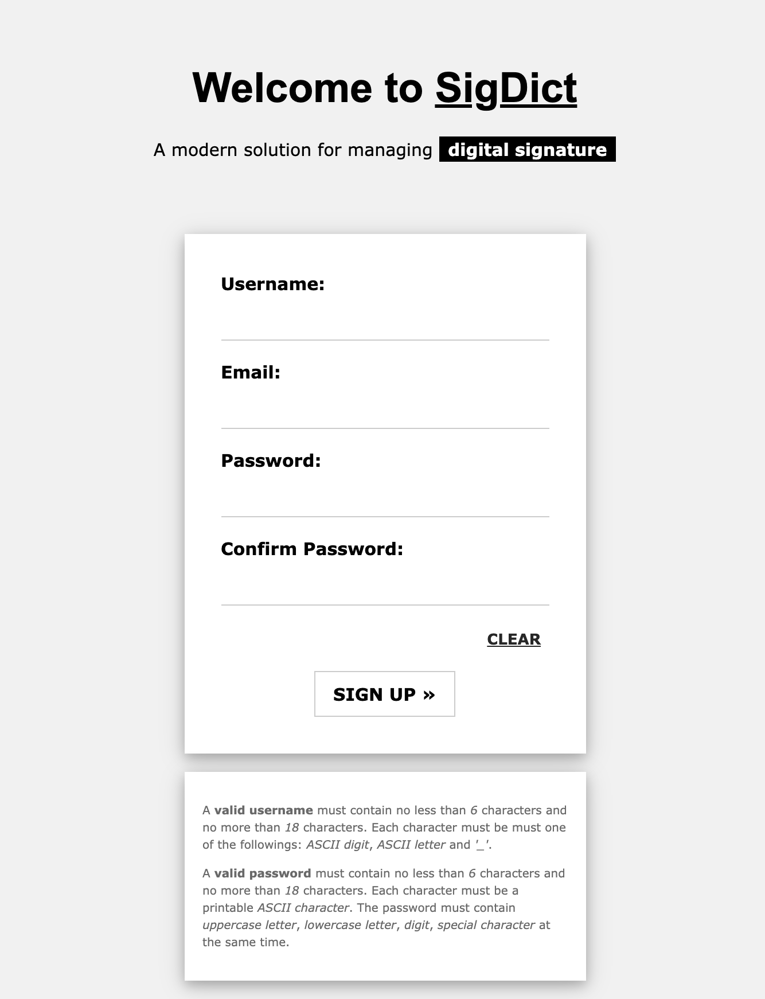 Welcome to SigDict
A modern solution for managing digital signature
Username:
Email:
Password:
Confirm Password:
CLEAR
SIGN UP »
A valid username must contain no less than 6 characters and
no more than 18 characters. Each character must be must one
of the followings: ASCII digit, ASCII letter and '_'.
A valid password must contain no less than 6 characters and
no more than 18 characters. Each character must be a
printable ASCII character. The password must contain
uppercase letter, lowercase letter, digit, special character at
the same time.